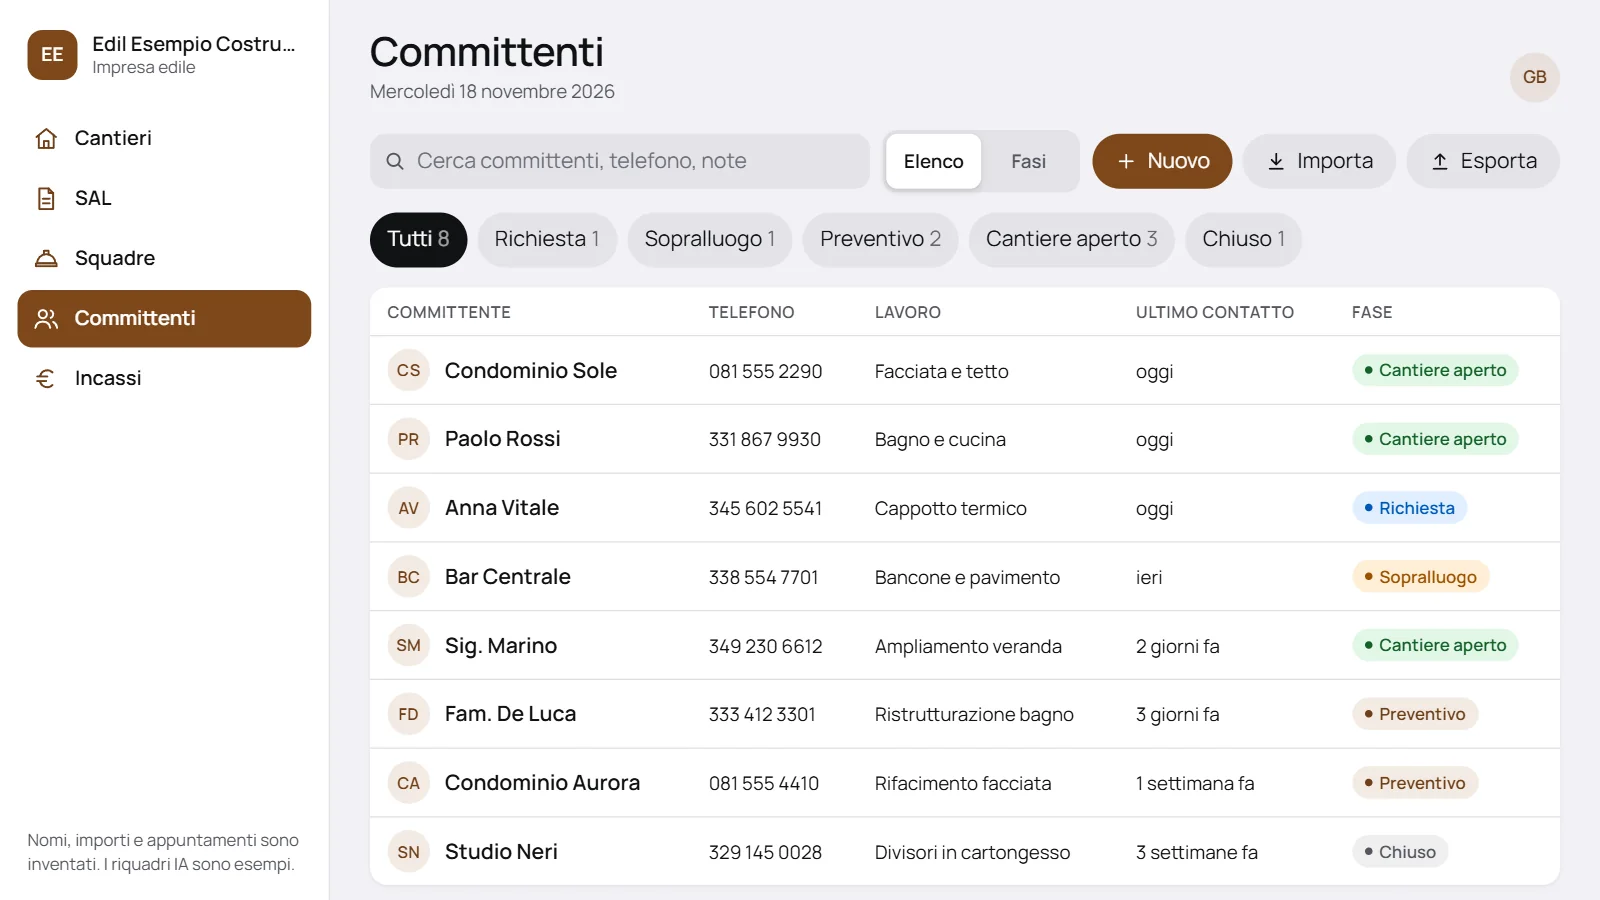 EE
Edil Esempio Costru...
Impresa edile
Cantieri
SAL
Squadre
Committenti
Incassi
Nomi, importi e appuntamenti sono
inventati. I riquadri IA sono esempi.
Committenti
Mercoledì 18 novembre 2026
GB
Cerca committenti, telefono, note
Elenco Fasi
Nuovo
Importa
Esporta
Tutti 8 Richiesta 1 Sopralluogo 1 Preventivo 2 Cantiere aperto 3 Chiuso 1
COMMITTENTE TELEFONO LAVORO ULTIMO CONTATTO FASE
CS Condominio Sole 081 555 2290 Facciata e tetto oggi Cantiere aperto
PR Paolo Rossi 331 867 9930 Bagno e cucina oggi Cantiere aperto
AV Anna Vitale 345 602 5541 Cappotto termico oggi Richiesta
BC Bar Centrale 338 554 7701 Bancone e pavimento ieri Sopralluogo
SM Sig. Marino 349 230 6612 Ampliamento veranda 2 giorni fa Cantiere aperto
FD Fam. De Luca 333 412 3301 Ristrutturazione bagno 3 giorni fa Preventivo
CA Condominio Aurora 081 555 4410 Rifacimento facciata 1 settimana fa Preventivo
SN Studio Neri 329 145 0028 Divisori in cartongesso 3 settimane fa Chiuso